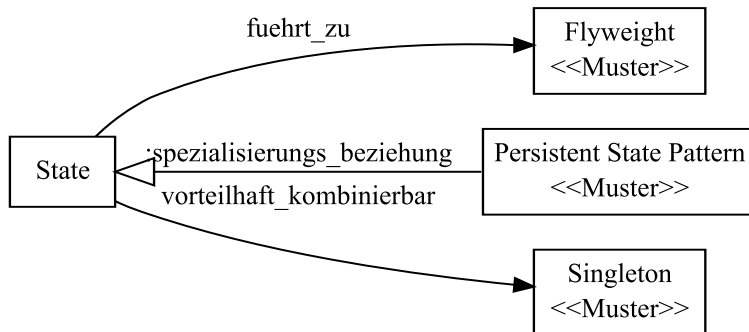 fuehrt_zu
Flyweight
<<Muster>>
State
:spezialisierungs_beziehung
Persistent State Pattern
<<Muster>>
vorteilhaft_kombinierbar
Singleton
<<Muster>>